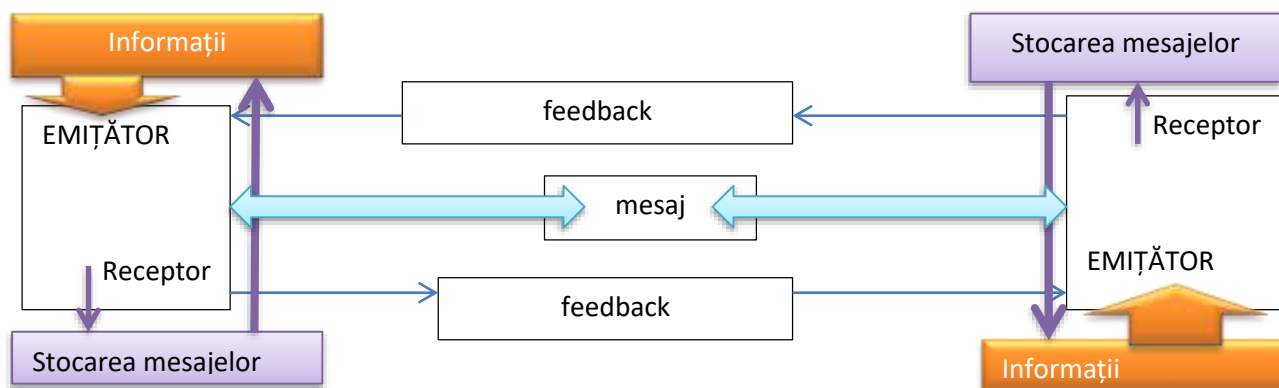 Informații
Stocarea mesajelor
feedback
EMIȚĂTOR
Receptor
mesaj
Receptor
EMIȚĂTOR
feedback
Stocarea mesajelor
Informații